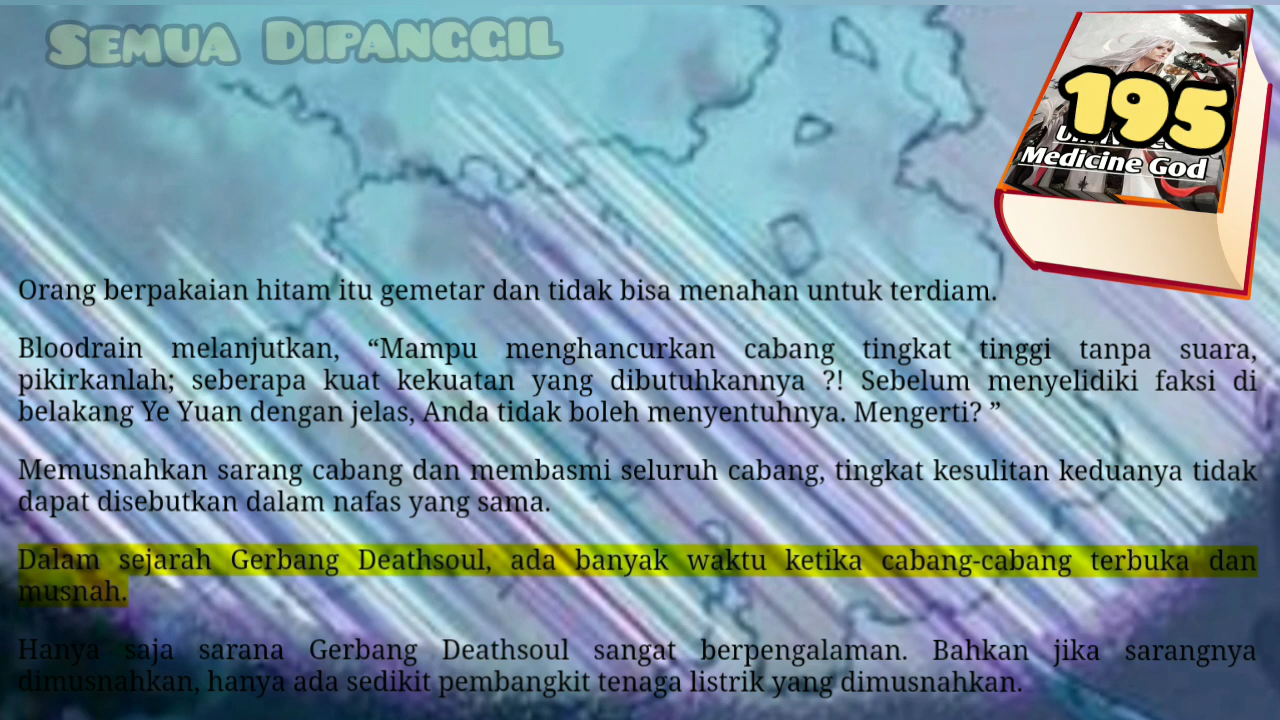 Semua Dipanggil
195
Medicine God
Orang berpakaian hitam itu gemetar dan tidak bisa menahan untuk terdiam.
Bloodrain melanjutkan, “Mampu menghancurkan cabang tingkat tinggi tanpa suara,
pikirkanlah; seberapa kuat kekuatan yang dibutuhkannya ?! Sebelum menyelidiki faksi di
belakang Ye Yuan dengan jelas, Anda tidak boleh menyentuhnya. Mengerti? ”
Memusnahkan sarang cabang dan membasmi seluruh cabang, tingkat kesulitan keduanya tidak
dapat disebutkan dalam nafas yang sama.
Dalam sejarah Gerbang Deathsoul, ada banyak waktu ketika cabang-cabang terbuka dan
musnah.
Hanya saja sarana Gerbang Deathsoul sangat berpengalaman. Bahkan jika sarangnya
dimusnahkan, hanya ada sedikit pembangkit tenaga listrik yang dimusnahkan.